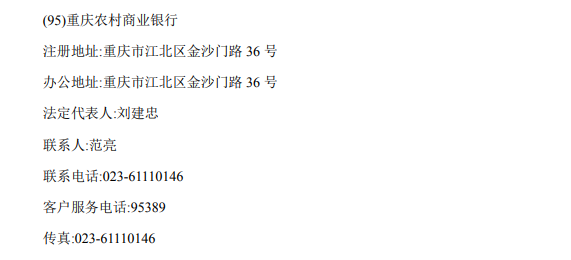 (95)重庆农村商业银行
注册地址:重庆市江北区金沙门路 36 号
办公地址:重庆市江北区金沙门路 36 号
法定代表人:刘建忠
联系人:范亮
联系电话:023-61110146
客户服务电话:95389
传真:023-61110146